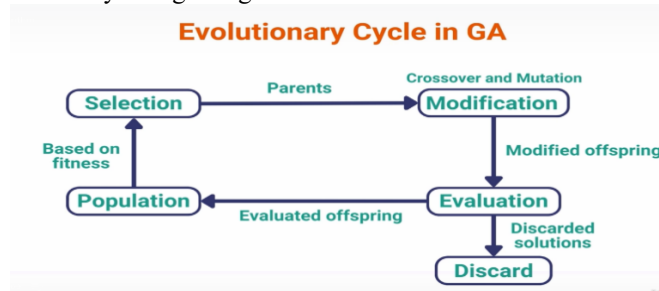 Evolutionary Cycle in GA
Crossover and Mutation
Selection
Parents
Modification
Based on
fitness
Modified offspring
Population
Evaluated offspring
Evaluation
Discarded
solutions
Discard